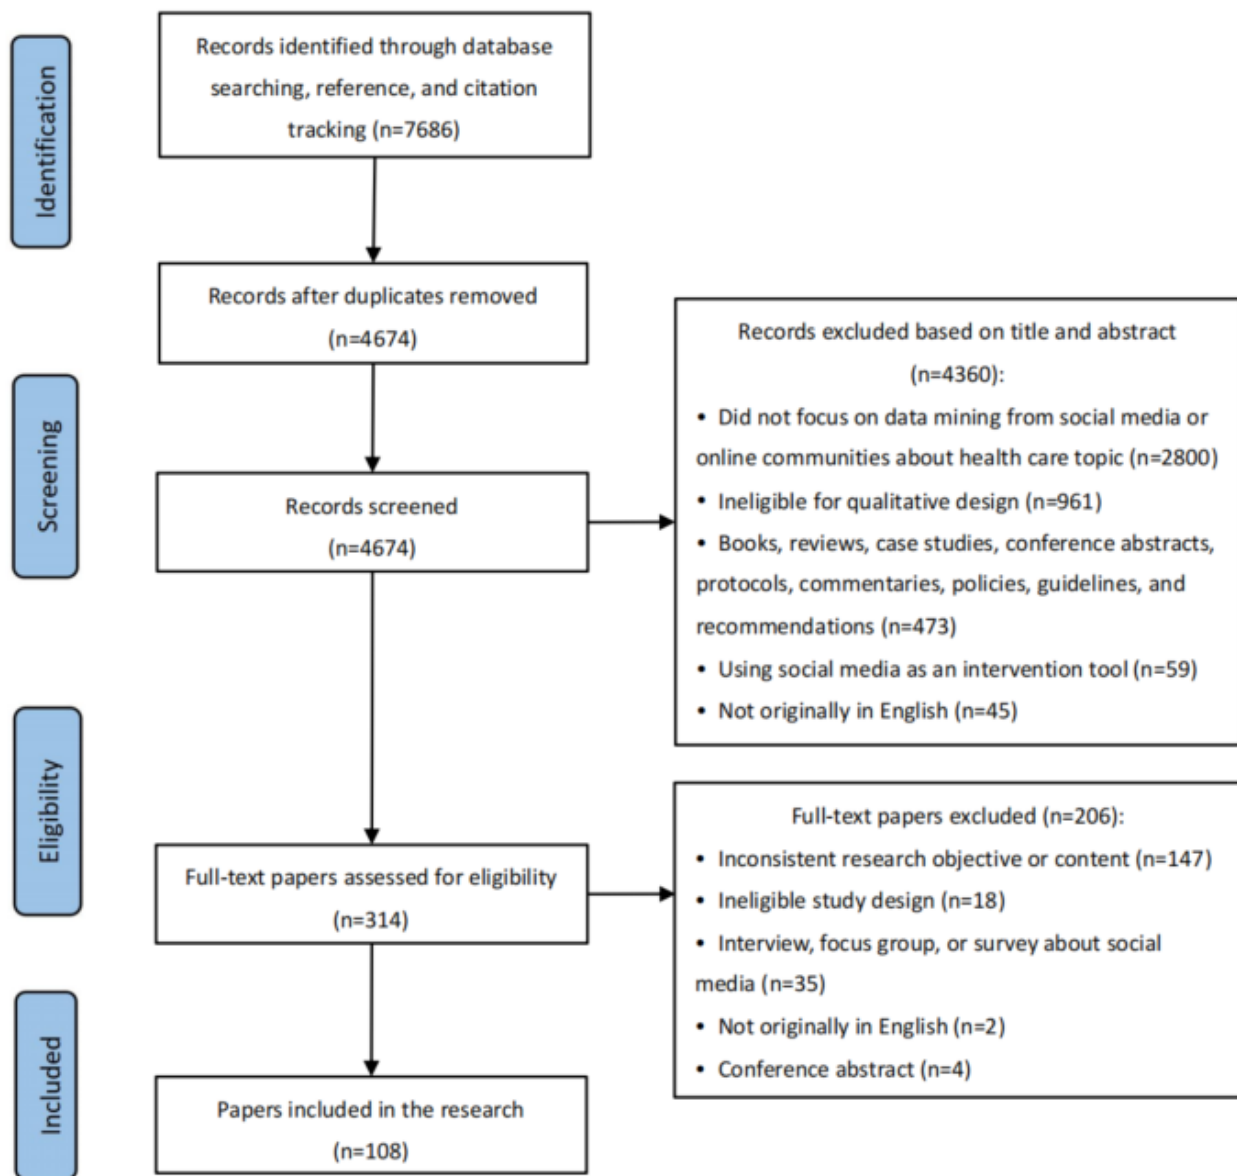 Identification
Records identified through database
searching, reference, and citation
tracking (n=7686)
Records after duplicates removed
(n=4674)
Screening
Records screened
(n=4674)
Records excluded based on title and abstract
(n=4360):
• Did not focus on data mining from social media or
online communities about health care topic (n=2800)
• Ineligible for qualitative design (n=961)
• Books, reviews, case studies, conference abstracts,
protocols, commentaries, policies, guidelines, and
recommendations (n=473)
• Using social media as an intervention tool (n=59)
• Not originally in English (n=45)
Eligibility
Full-text papers assessed for eligibility
(n=314)
Full-text papers excluded (n=206):
• Inconsistent research objective or content (n=147)
• Ineligible study design (n=18)
• Interview, focus group, or survey about social
media (n=35)
• Not originally in English (n=2)
• Conference abstract (n=4)
Included
Papers included in the research
(n=108)